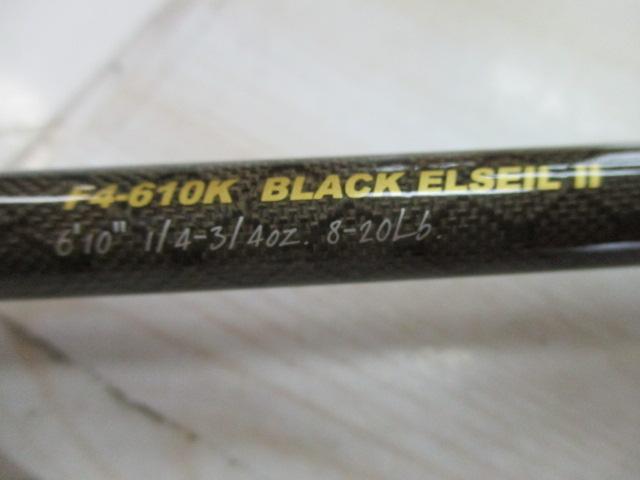 F4-610K BLACK ELSEIL II
6'10" 1/4-3/4oz. 8-20Lb.